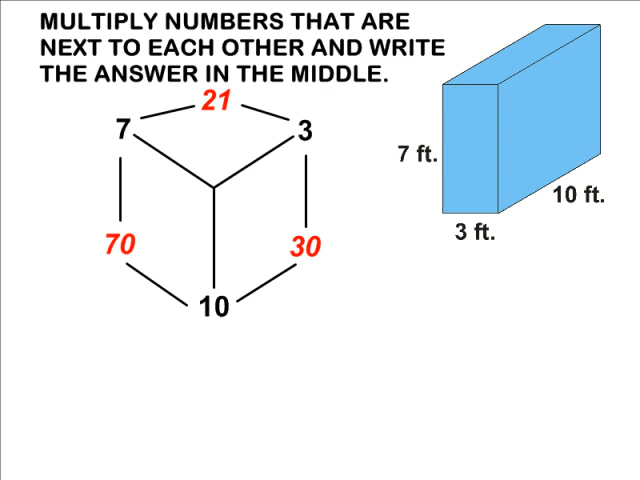 MULTIPLY NUMBERS THAT ARE
NEXT TO EACH OTHER AND WRITE
THE ANSWER IN THE MIDDLE.
21
7
3
70
30
10
7 ft.
10 ft.
3 ft.